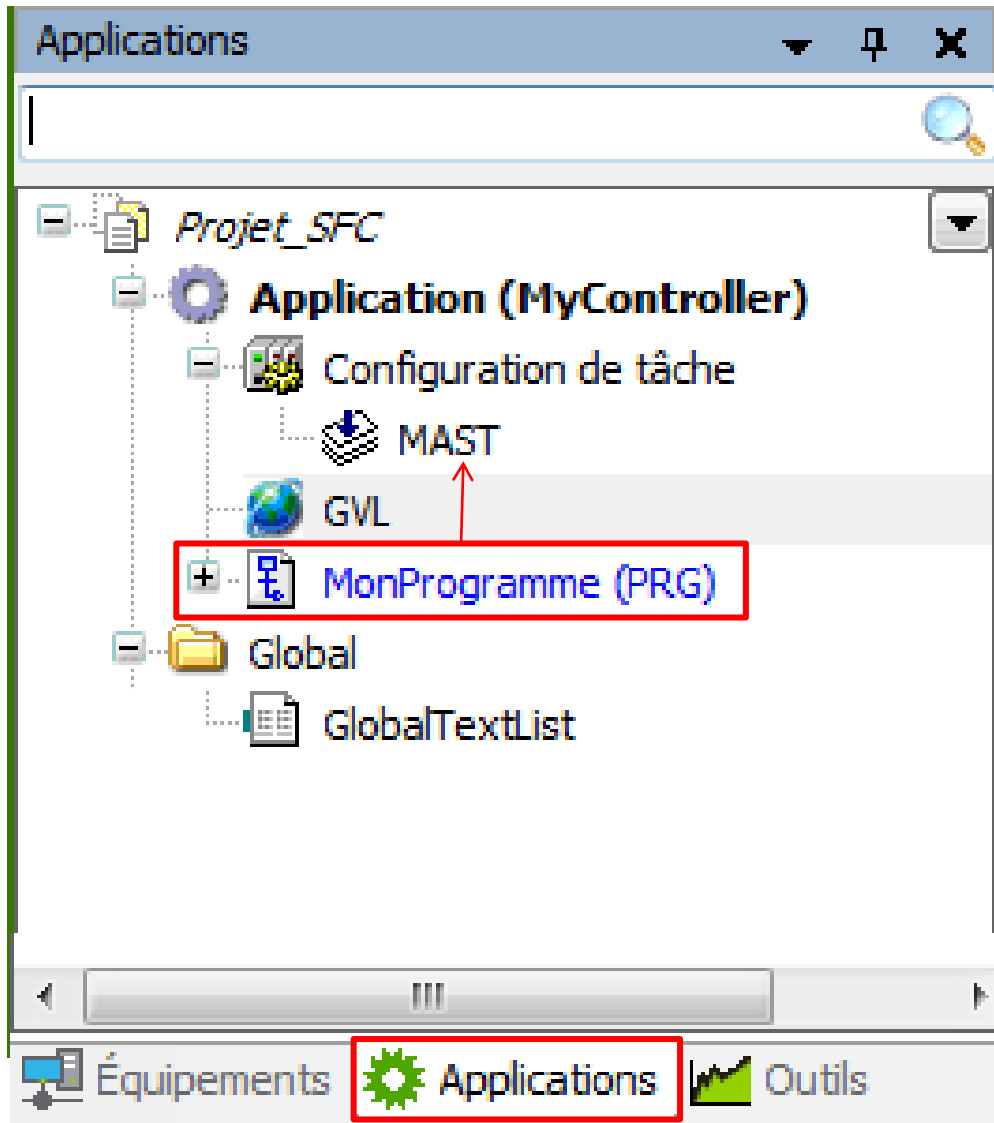 Applications
Projet_SFC
Application (MyController)
Configuration de tâche
MAST
GVL
MonProgramme (PRG)
Global
GlobalTextList
Équipements Applications Outils